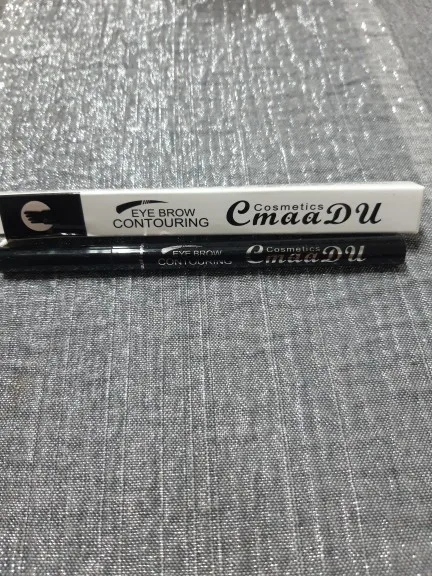 EYE BROW
CONTOURING
Cosmetics
CmaaDU
EYE BROW
CONTOURING
Cosmetics
CmaaDU